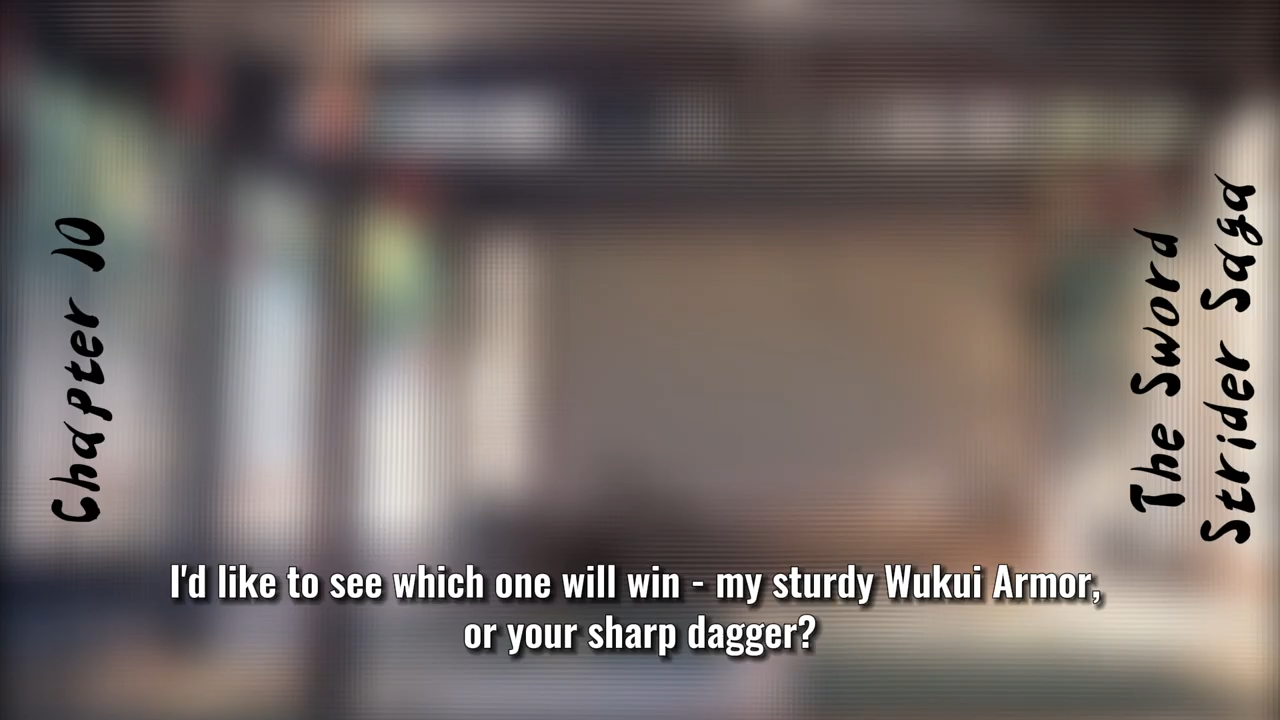 Chapter 10
The Sword
Strider Saga
I'd like to see which one will win - my sturdy Wukui Armor,
or your sharp dagger?